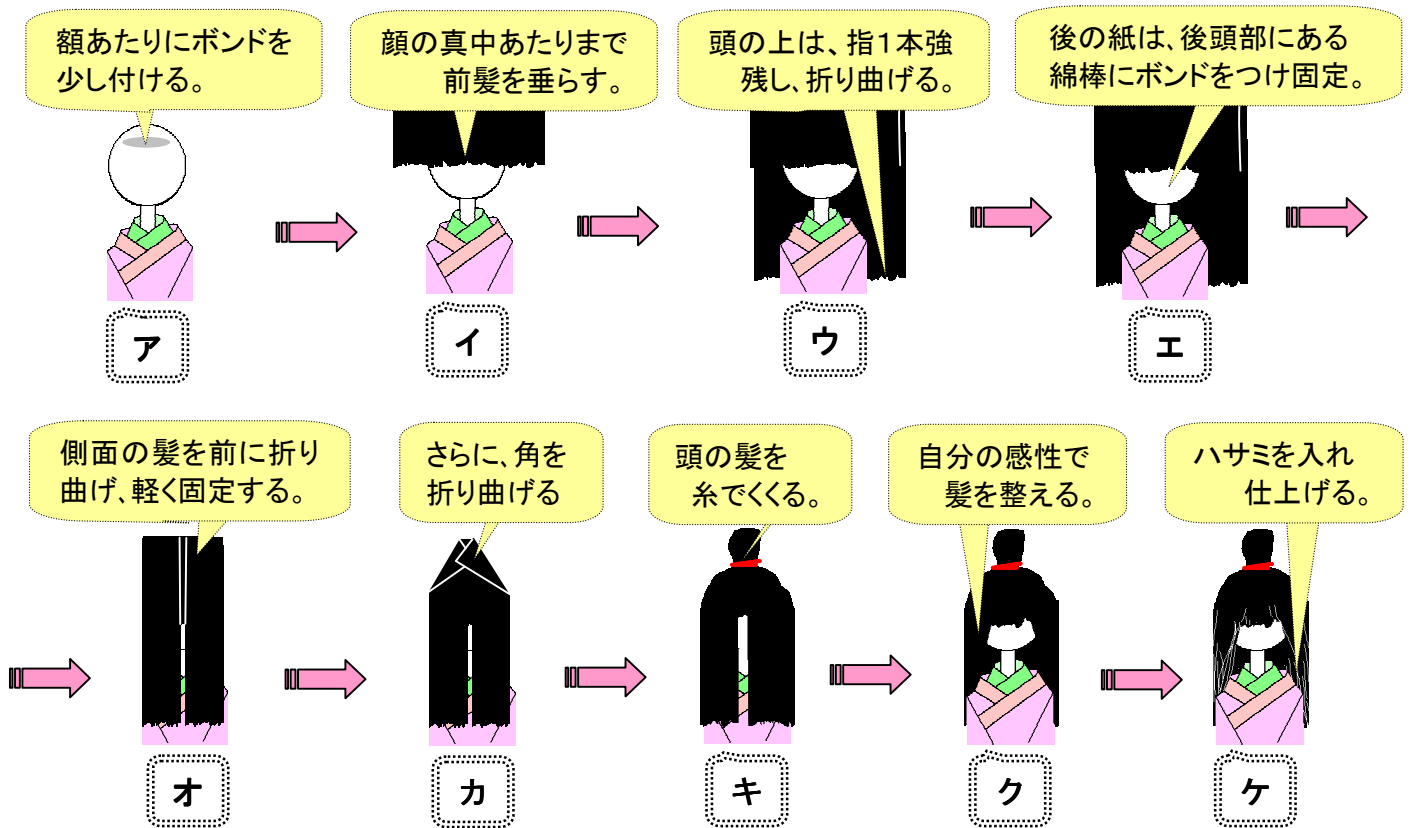 額あたりにボンドを
少し付ける。
顔の真中あたりまで
前髪を垂らす。
頭の上は、指1本強
残し、折り曲げる。
後の紙は、後頭部にある
綿棒にボンドをつけ固定。
ア
イ
ウ
エ
側面の髪を前に折り
曲げ、軽く固定する。
さらに、角を
折り曲げる
頭の髪を
糸でくくる。
自分の感性で
髪を整える。
ハサミを入れ
仕上げる。
オ
カ
キ
ク
ケ